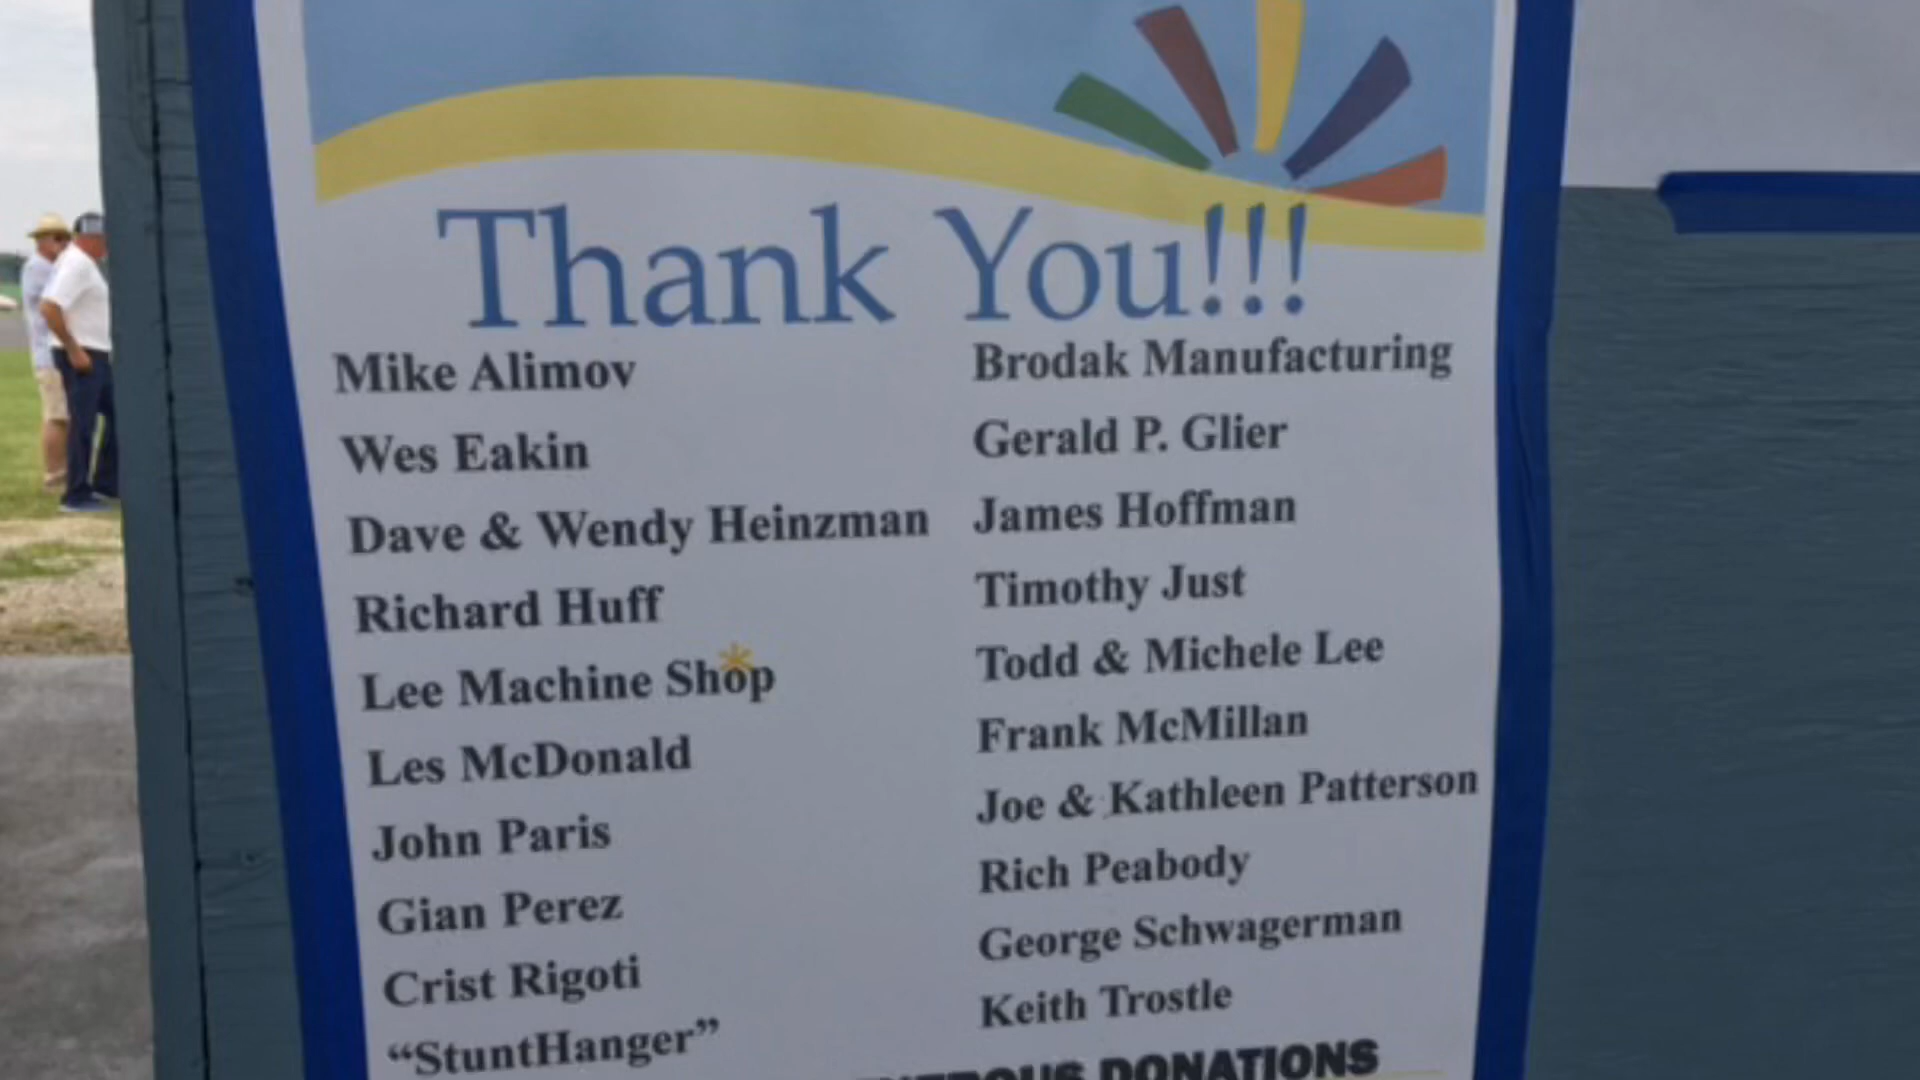 Thank You!!!
Mike Alimov
Wes Eakin
Dave & Wendy Heinzman
Richard Huff
Lee Machine Shop
Les McDonald
John Paris
Gian Perez
Crist Rigoti
“StuntHanger”
Brodak Manufacturing
Gerald P. Glier
James Hoffman
Timothy Just
Todd & Michele Lee
Frank McMillan
Joe & Kathleen Patterson
Rich Peabody
George Schwagerman
Keith Trostle
DONATIONS